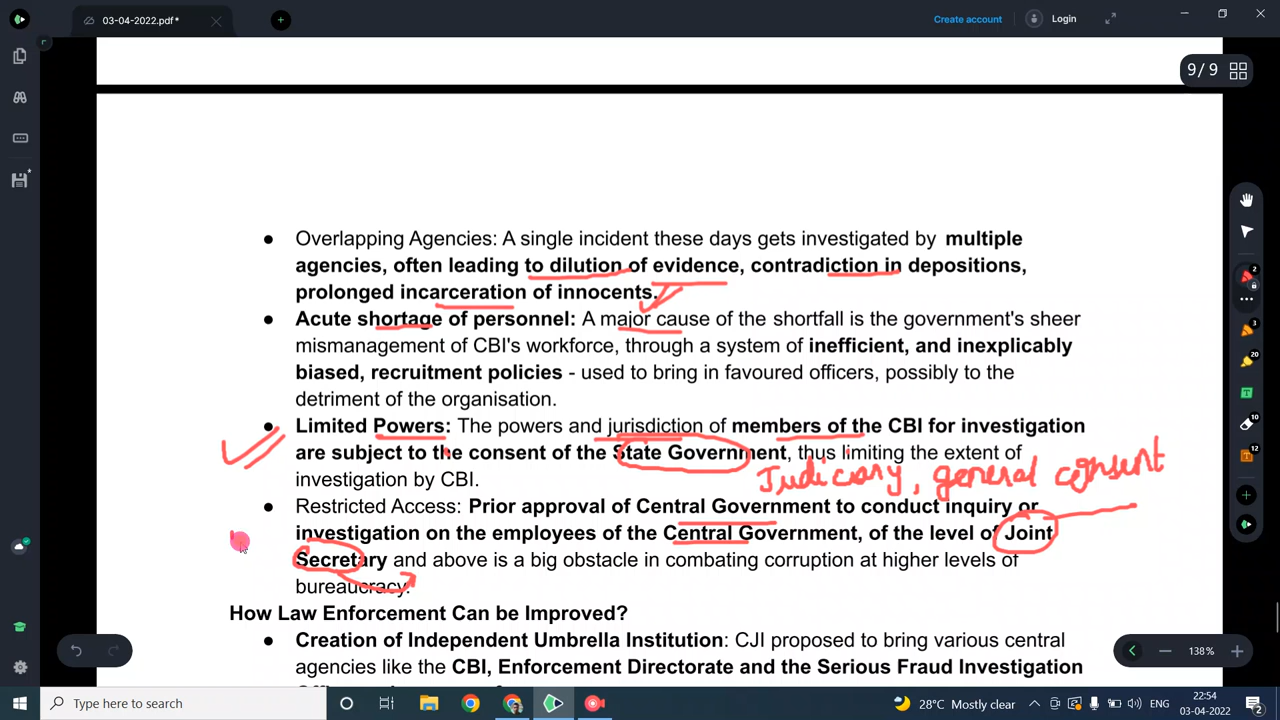 03-04-2022.pdf*
Create account
Login
9/9
Overlapping Agencies: A single incident these days gets investigated by multiple
agencies, often leading to dilution of evidence, contradiction in depositions,
prolonged incarceration of innocents.
Acute shortage of personnel: A major cause of the shortfall is the government's sheer
mismanagement of CBI's workforce, through a system of inefficient, and inexplicably
biased, recruitment policies - used to bring in favoured officers, possibly to the
detriment of the organisation.
Limited Powers: The powers and jurisdiction of members of the CBI for investigation
are subject to the consent of the State Government, thus limiting the extent of
investigation by CBI.
Judiciary, general consent
Restricted Access: Prior approval of Central Government to conduct inquiry or
investigation on the employees of the Central Government, of the level of Joint
Secretary and above is a big obstacle in combating corruption at higher levels of
bureaucracy.
How Law Enforcement Can be Improved?
Creation of Independent Umbrella Institution: CJI proposed to bring various central
agencies like the CBI, Enforcement Directorate and the Serious Fraud Investigation
138%
Type here to search
28°C Mostly clear
ENG
22:54
03-04-2022
2
2
3
20
10
12